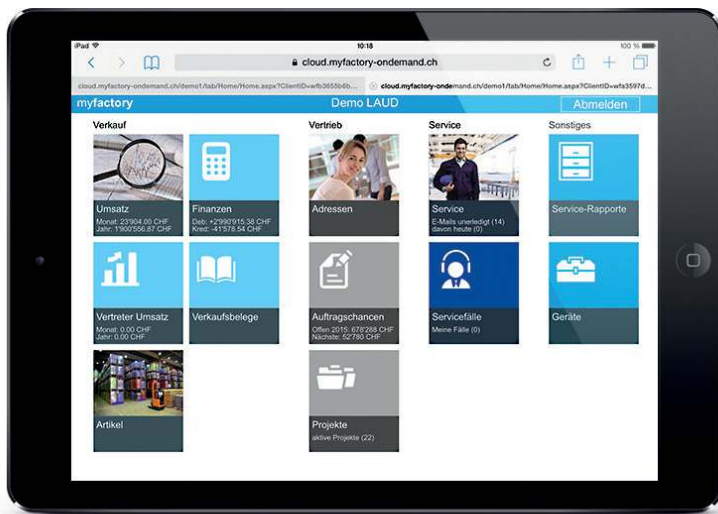 iPad
10:18
100 %
cloud.myfactory-ondemand.ch
cloud.myfactory-ondemand.ch/demo1/tab/Home/Home.aspx?ClientID=wfb3655b6b...
cloud.myfactory-ondemand.ch/demo1/tab/Home/Home.aspx?ClientID=wfa3597d...
myfactory
Demo LAUD
Abmelden
Verkauf
Vertrieb
Service
Sonstiges
Umsatz
Monat: 23'904.00 CHF
Jahr: 1'900'556.87 CHF
Finanzen
Deb: +2'990'915.38 CHF
Kred: -41'578.54 CHF
Adressen
Service
E-Mails unerledigt (14)
davon heute (0)
Service-Rapporte
Vertreter Umsatz
Monat: 0.00 CHF
Jahr: 0.00 CHF
Verkaufsbelege
Auftragschancen
Offen 2015: 678'288 CHF
Nächste: 52'780 CHF
Servicefälle
Meine Fälle (0)
Geräte
Artikel
Projekte
aktive Projekte (22)